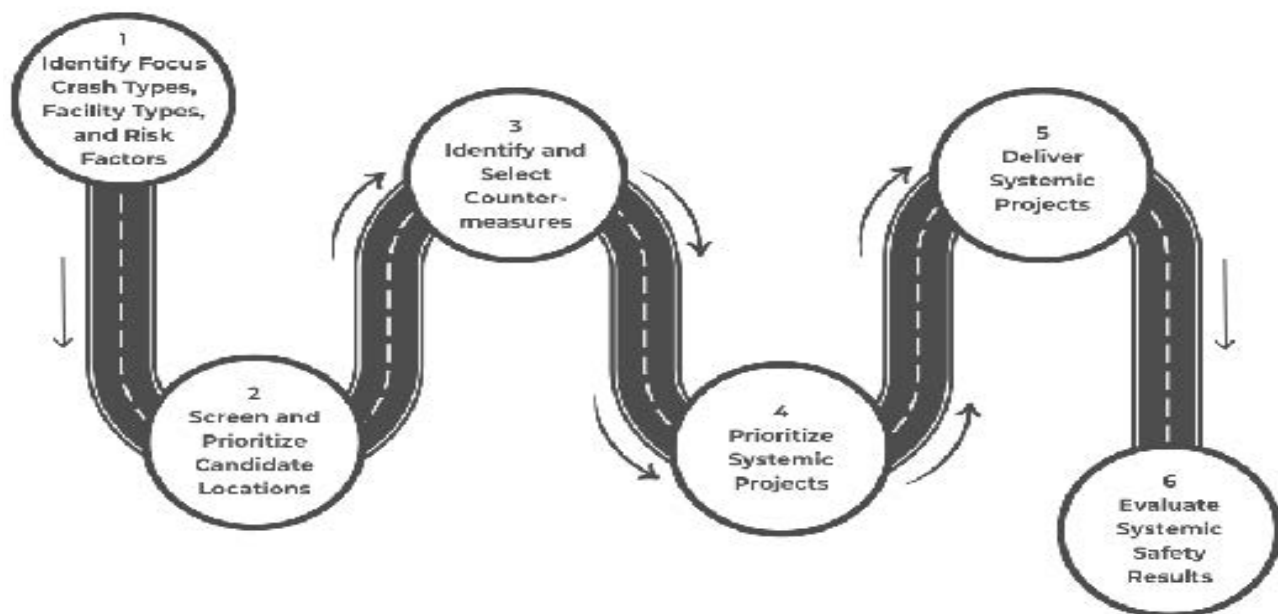 1
Identify Focus
Crash Types,
Facility Types,
and Risk
Factors
2
Screen and
Prioritize
Candidate
Locations
3
Identify and
Select
Counter-
measures
4
Prioritize
Systemic
Projects
5
Deliver
Systemic
Projects
6
Evaluate
Systemic
Safety
Results